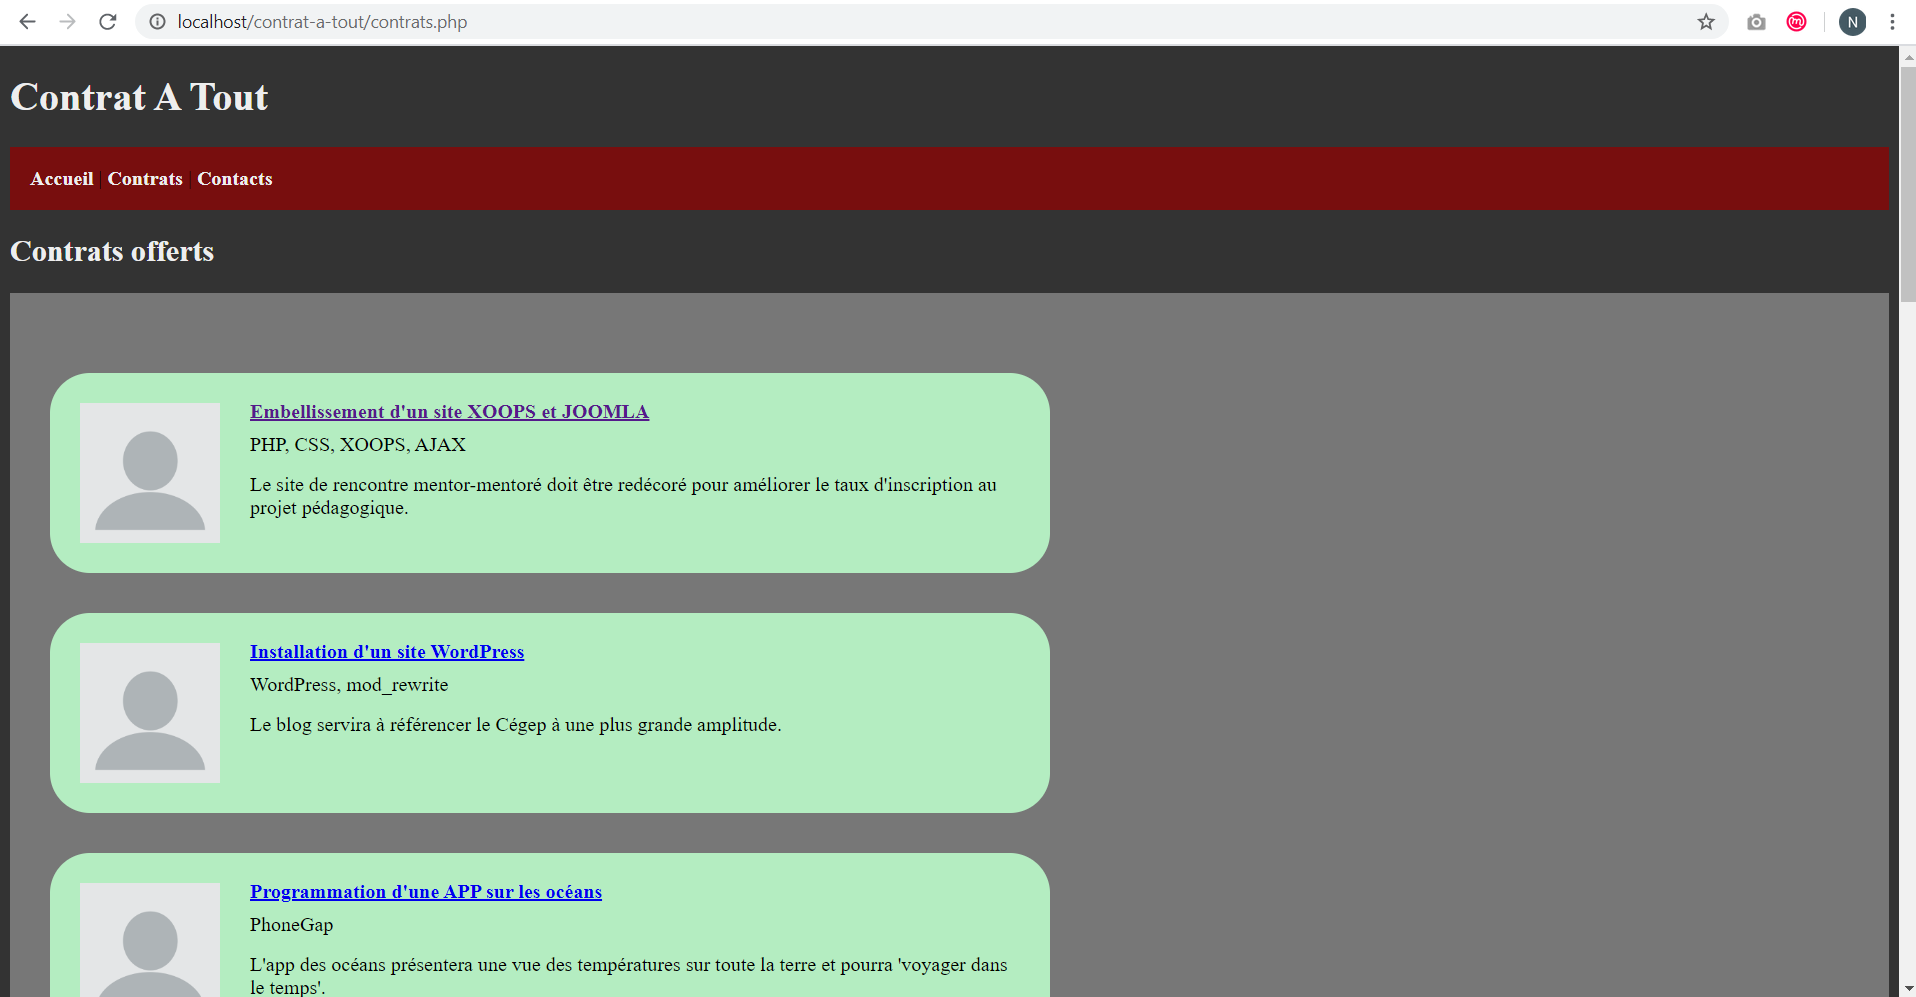 localhost/contrat-a-tout/contrats.php
N
Contrat A Tout
Accueil | Contrats | Contacts
Contrats offerts
Embellissement d'un site XOOPS et JOOMLA
PHP, CSS, XOOPS, AJAX
Le site de rencontre mentor-mentoré doit être redécoré pour améliorer le taux d'inscription au
projet pédagogique.
Installation d'un site WordPress
WordPress, mod_rewrite
Le blog servira à référencer le Cégep à une plus grande amplitude.
Programmation d'une APP sur les océans
PhoneGap
L'app des océans présentera une vue des températures sur toute la terre et pourra 'voyager dans
le temps'.